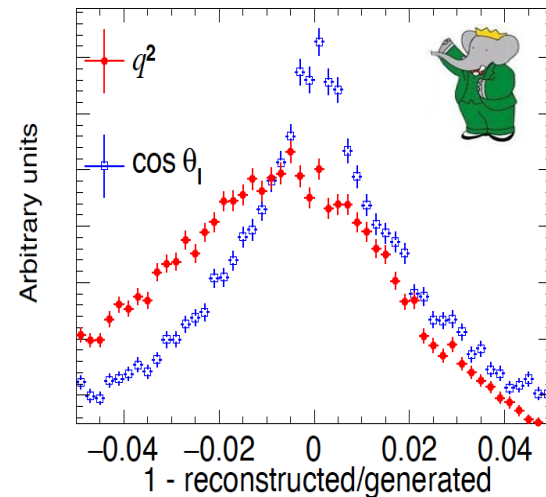 q²
cos θl
Arbitrary units
−0.04 −0.02 0 0.02 0.04
1 - reconstructed/generated